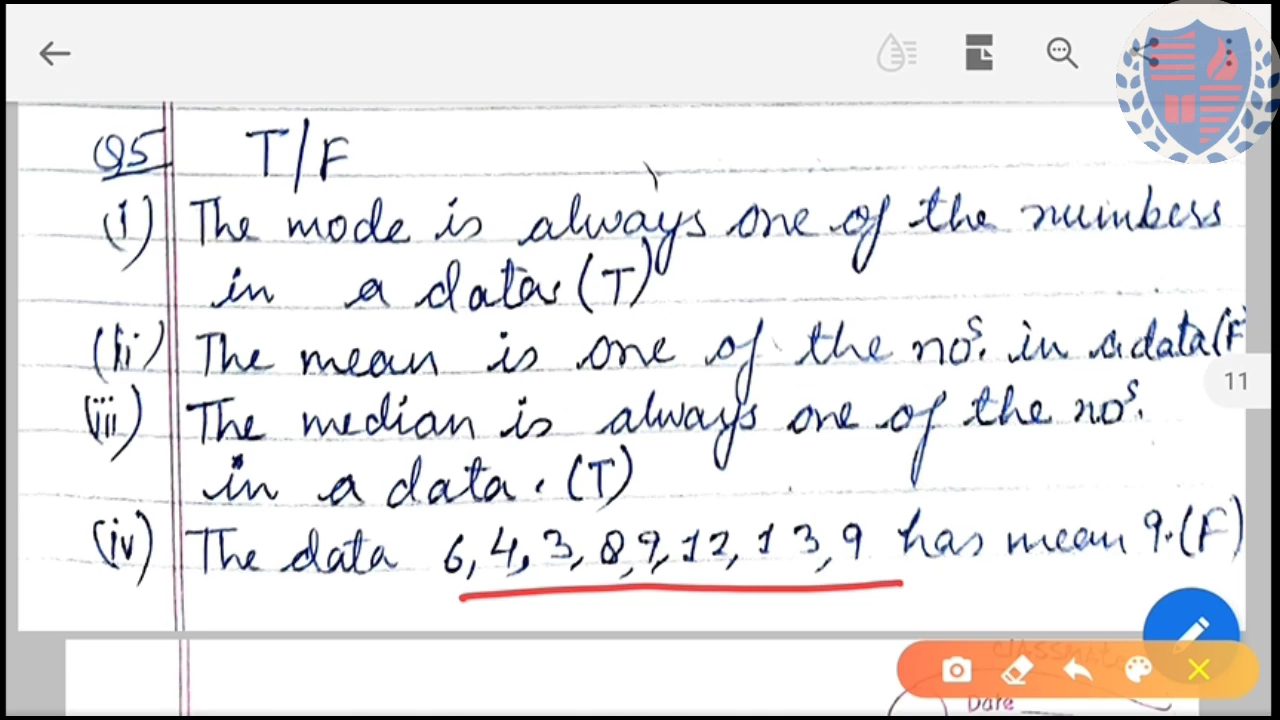 Q5 T/F
(i) The mode is always one of the numbers
in a data. (T)
(ii) The mean is one of the nos. in a data (F)
(iii) The median is always one of the nos.
in a data. (T)
(iv) The data 6, 4, 3, 8, 9, 12, 13, 9 has mean 9. (F)
11
classmate
Date